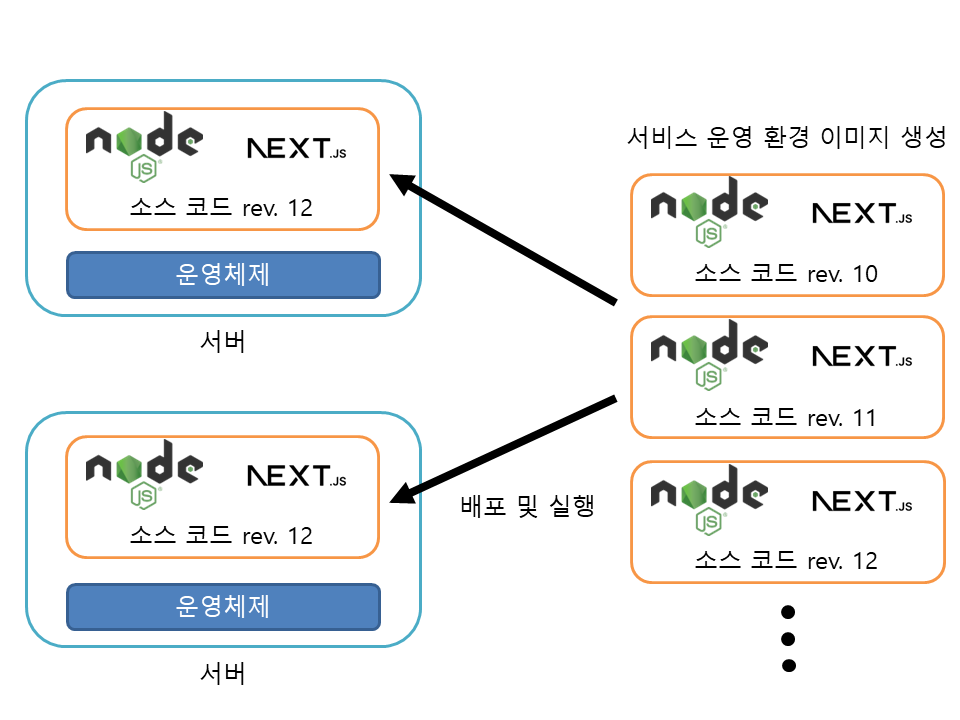 node
JS
NEXT.JS
소스 코드 rev. 12
운영체제
서버
node
JS
NEXT.JS
소스 코드 rev. 12
운영체제
서버
배포 및 실행
서비스 운영 환경 이미지 생성
node
JS
NEXT.JS
소스 코드 rev. 10
node
JS
NEXT.JS
소스 코드 rev. 11
node
JS
NEXT.JS
소스 코드 rev. 12